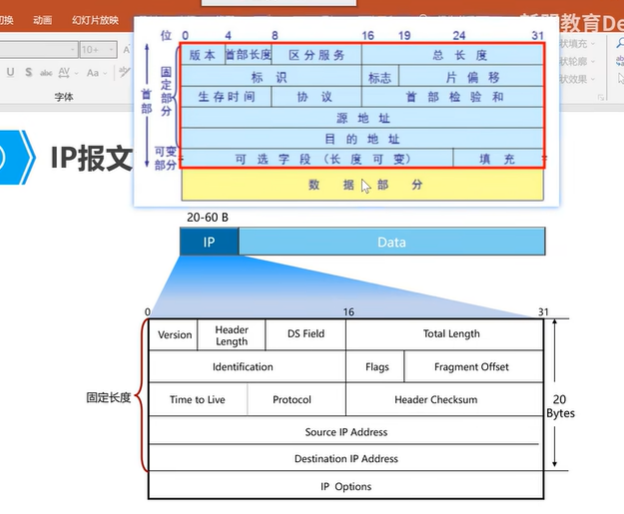 切换 动画 幻灯片放映
新盟教育De
10+ A
U S abc AV Aa
字体
状填充
状轮廓
状效果
位 0 4 8 16 19 24 31
版本 首部长度 区分服务 总长度
标识 标志 片偏移
生存时间 协议 首部检验和
源地址
目的地址
可选字段（长度可变） 填充
数据部分
首部
固定部分
可变部分
IP报文
20-60 B
IP Data
0 16 31
Version Header Length DS Field Total Length
Identification Flags Fragment Offset
Time to Live Protocol Header Checksum
Source IP Address
Destination IP Address
IP Options
固定长度
20
Bytes